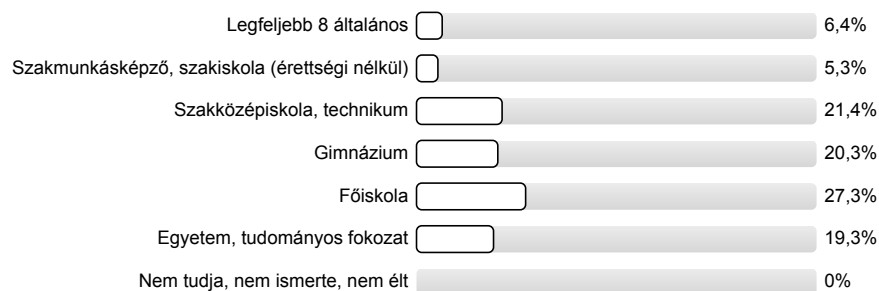 Legfeljebb 8 általános 6,4%
Szakmunkásképző, szakiskola (érettségi nélkül) 5,3%
Szakközépiskola, technikum 21,4%
Gimnázium 20,3%
Főiskola 27,3%
Egyetem, tudományos fokozat 19,3%
Nem tudja, nem ismerte, nem élt 0%